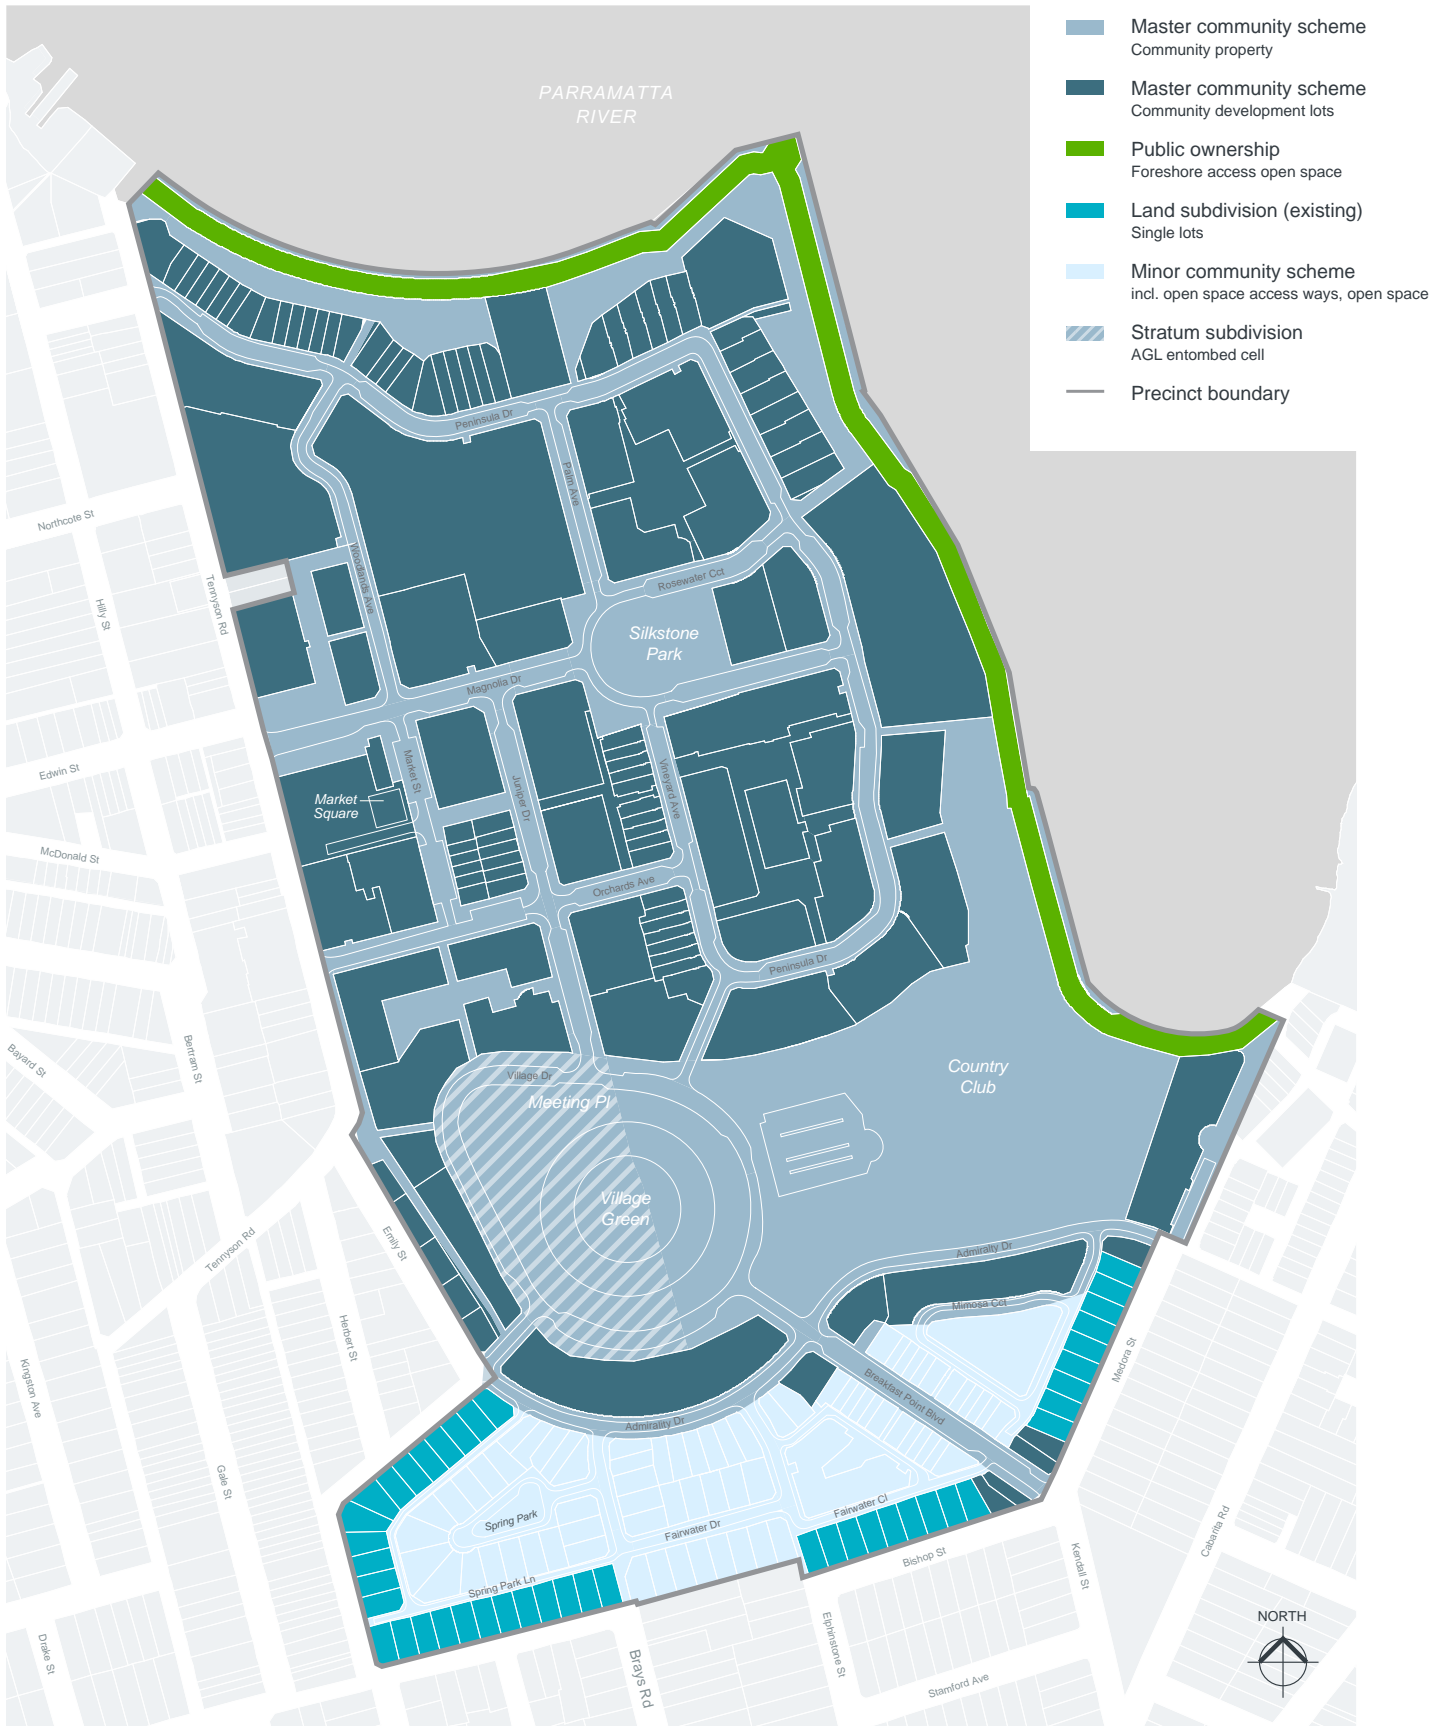 PARRAMATTA
RIVER
Master community scheme
Community property
Master community scheme
Community development lots
Public ownership
Foreshore access open space
Land subdivision (existing)
Single lots
Minor community scheme
incl. open space access ways, open space
Stratum subdivision
AGL entombed cell
Precinct boundary
Peninsula Dr
Palm Ave
Northcote St
Woodlands Ave
Rosewater Cct
Tennyson Rd
Hilly St
Silkstone
Park
Magnolia Dr
Edwin St
Market St
Juniper Dr
Vineyard Ave
Market
Square
McDonald St
Orchards Ave
Peninsula Dr
Bertram St
Bayard St
Village Dr
Meeting Pl
Country
Club
Village
Green
Emily St
Tennyson Rd
Admiralty Dr
Mimosa Cct
Herbert St
Medora St
Kingston Ave
Breakfast Point Blvd
Admirality Dr
Gale St
Spring Park
Fairwater Dr
Fairwater Cl
Cabarita Rd
Bishop St
Kendall St
Spring Park Ln
NORTH
Drake St
Brays Rd
Elphinstone St
Stamford Ave